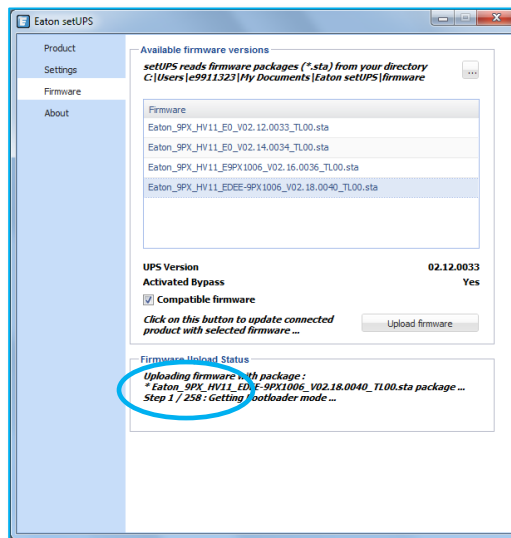 Eaton setUPS
Product
Settings
Firmware
About
Available firmware versions
setUPS reads firmware packages (*.sta) from your directory
C:\Users\e9911323\My Documents\Eaton setUPS\firmware
...
Firmware
Eaton_9PX_HV11_E0_V02.12.0033_TL00.sta
Eaton_9PX_HV11_E0_V02.14.0034_TL00.sta
Eaton_9PX_HV11_E9PX1006_V02.16.0036_TL00.sta
Eaton_9PX_HV11_EDEE-9PX1006_V02.18.0040_TL00.sta
UPS Version 02.12.0033
Activated Bypass Yes
Compatible firmware
Click on this button to update connected
product with selected firmware ...
Upload firmware
Firmware Upload Status
Uploading firmware with package :
* Eaton_9PX_HV11_EDEE-9PX1006_V02.18.0040_TL00.sta package ...
Step 1 / 258 : Getting bootloader mode ...